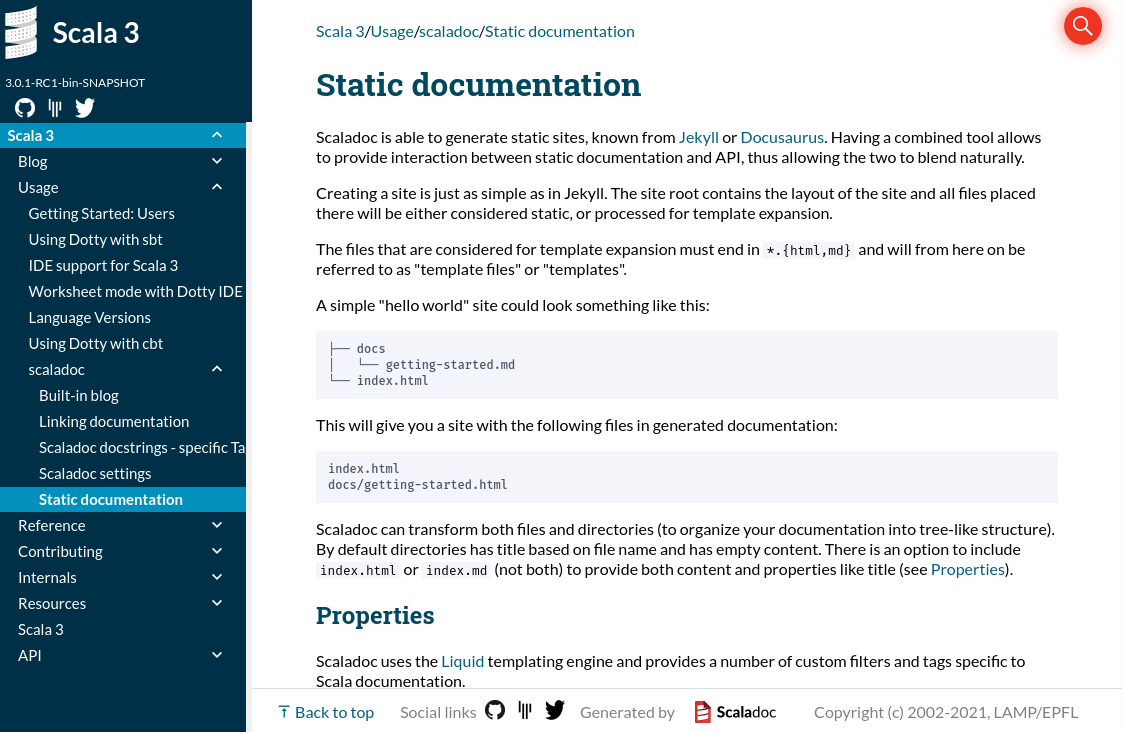 Scala 3
3.0.1-RC1-bin-SNAPSHOT
Scala 3
Blog
Usage
Getting Started: Users
Using Dotty with sbt
IDE support for Scala 3
Worksheet mode with Dotty IDE
Language Versions
Using Dotty with cbt
scaladoc
Built-in blog
Linking documentation
Scaladoc docstrings - specific Ta
Scaladoc settings
Static documentation
Reference
Contributing
Internals
Resources
Scala 3
API
Scala 3/Usage/scaladoc/Static documentation
Static documentation
Scaladoc is able to generate static sites, known from Jekyll or Docusaurus. Having a combined tool allows
to provide interaction between static documentation and API, thus allowing the two to blend naturally.
Creating a site is just as simple as in Jekyll. The site root contains the layout of the site and all files placed
there will be either considered static, or processed for template expansion.
The files that are considered for template expansion must end in *.{html,md} and will from here on be
referred to as "template files" or "templates".
A simple "hello world" site could look something like this:
├── docs
│   └── getting-started.md
└── index.html
This will give you a site with the following files in generated documentation:
index.html
docs/getting-started.html
Scaladoc can transform both files and directories (to organize your documentation into tree-like structure).
By default directories has title based on file name and has empty content. There is an option to include
index.html or index.md (not both) to provide both content and properties like title (see Properties).
Properties
Scaladoc uses the Liquid templating engine and provides a number of custom filters and tags specific to
Scala documentation.
Back to top Social links Generated by Scaladoc Copyright (c) 2002-2021, LAMP/EPFL